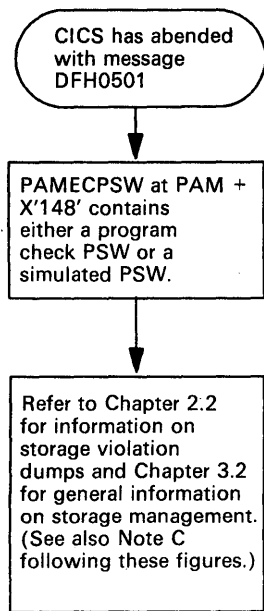 CICS has abended
with message
DFH0501
PAMECPSW at PAM +
X'148' contains
either a program
check PSW or a
simulated PSW.
Refer to Chapter 2.2
for information on
storage violation
dumps and Chapter 3.2
for general information
on storage management.
(See also Note C
following these figures.)